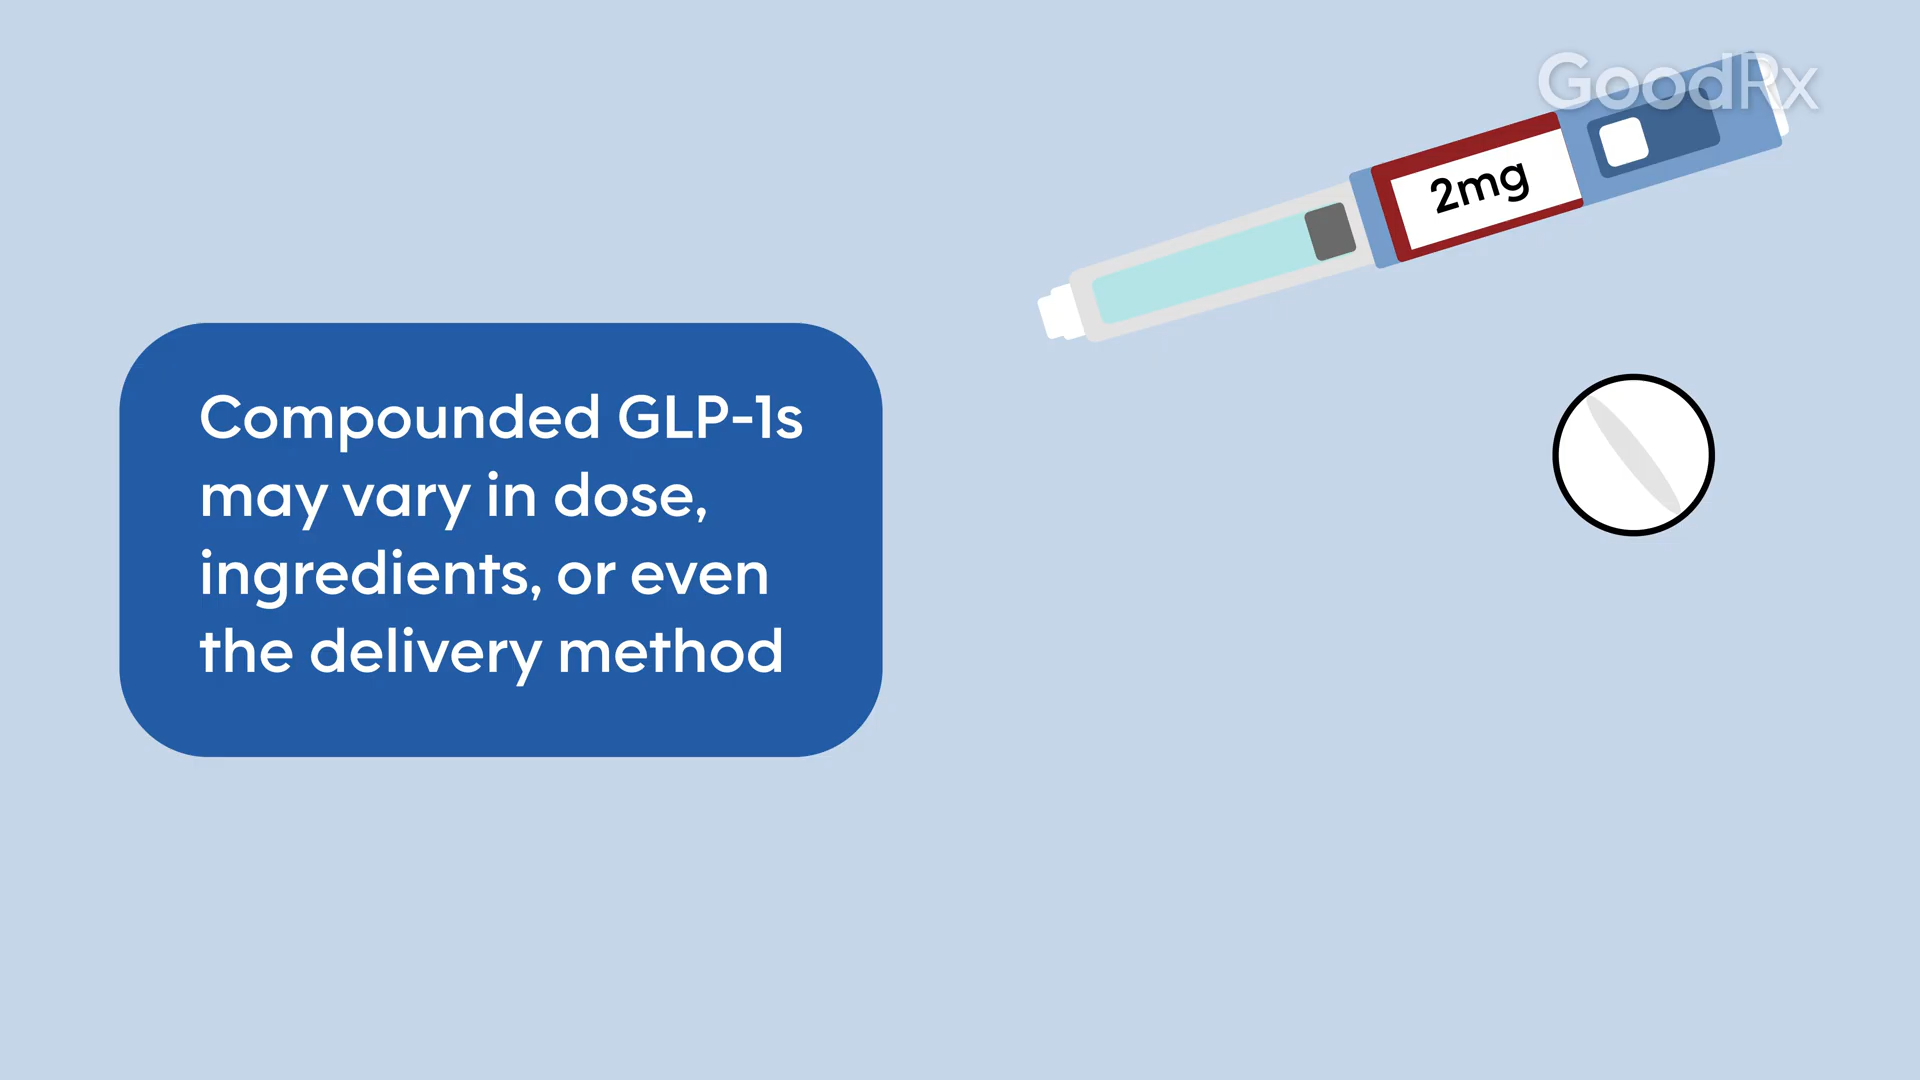 GoodRx
2mg
Compounded GLP-1s
may vary in dose,
ingredients, or even
the delivery method